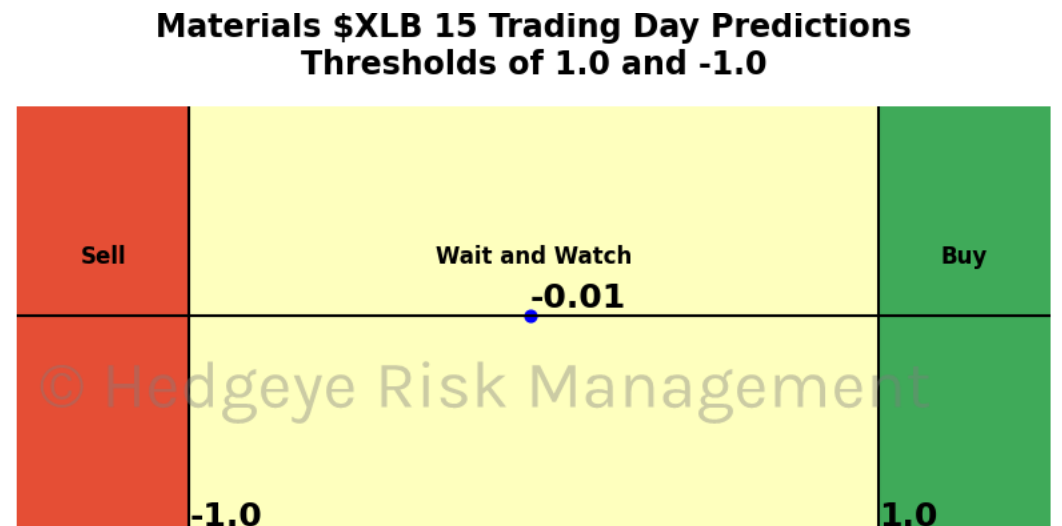 Materials $XLB 15 Trading Day Predictions
Thresholds of 1.0 and -1.0
Sell
Wait and Watch
Buy
-0.01
© Hedgeye Risk Management
-1.0
1.0